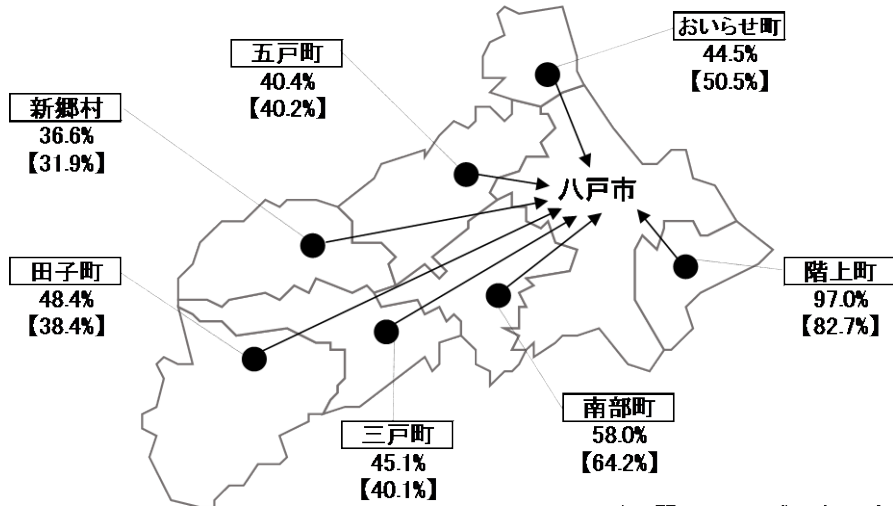 おいらせ町
44.5%
【50.5%】
五戸町
40.4%
【40.2%】
新郷村
36.6%
【31.9%】
八戸市
田子町
48.4%
【38.4%】
階上町
97.0%
【82.7%】
南部町
58.0%
【64.2%】
三戸町
45.1%
【40.1%】